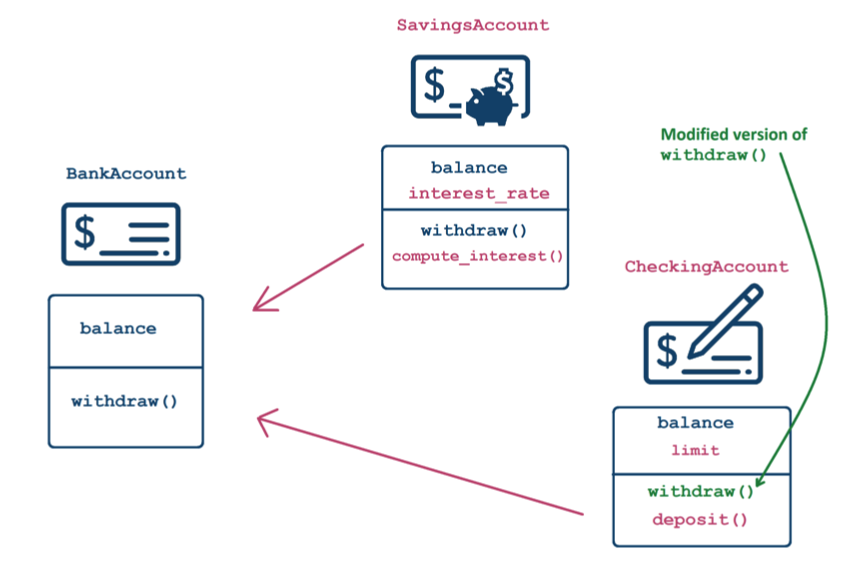 SavingsAccount
$
$
balance
interest_rate
withdraw()
compute_interest()
BankAccount
$
balance
withdraw()
Modified version of
withdraw()
CheckingAccount
$
balance
limit
withdraw()
deposit()